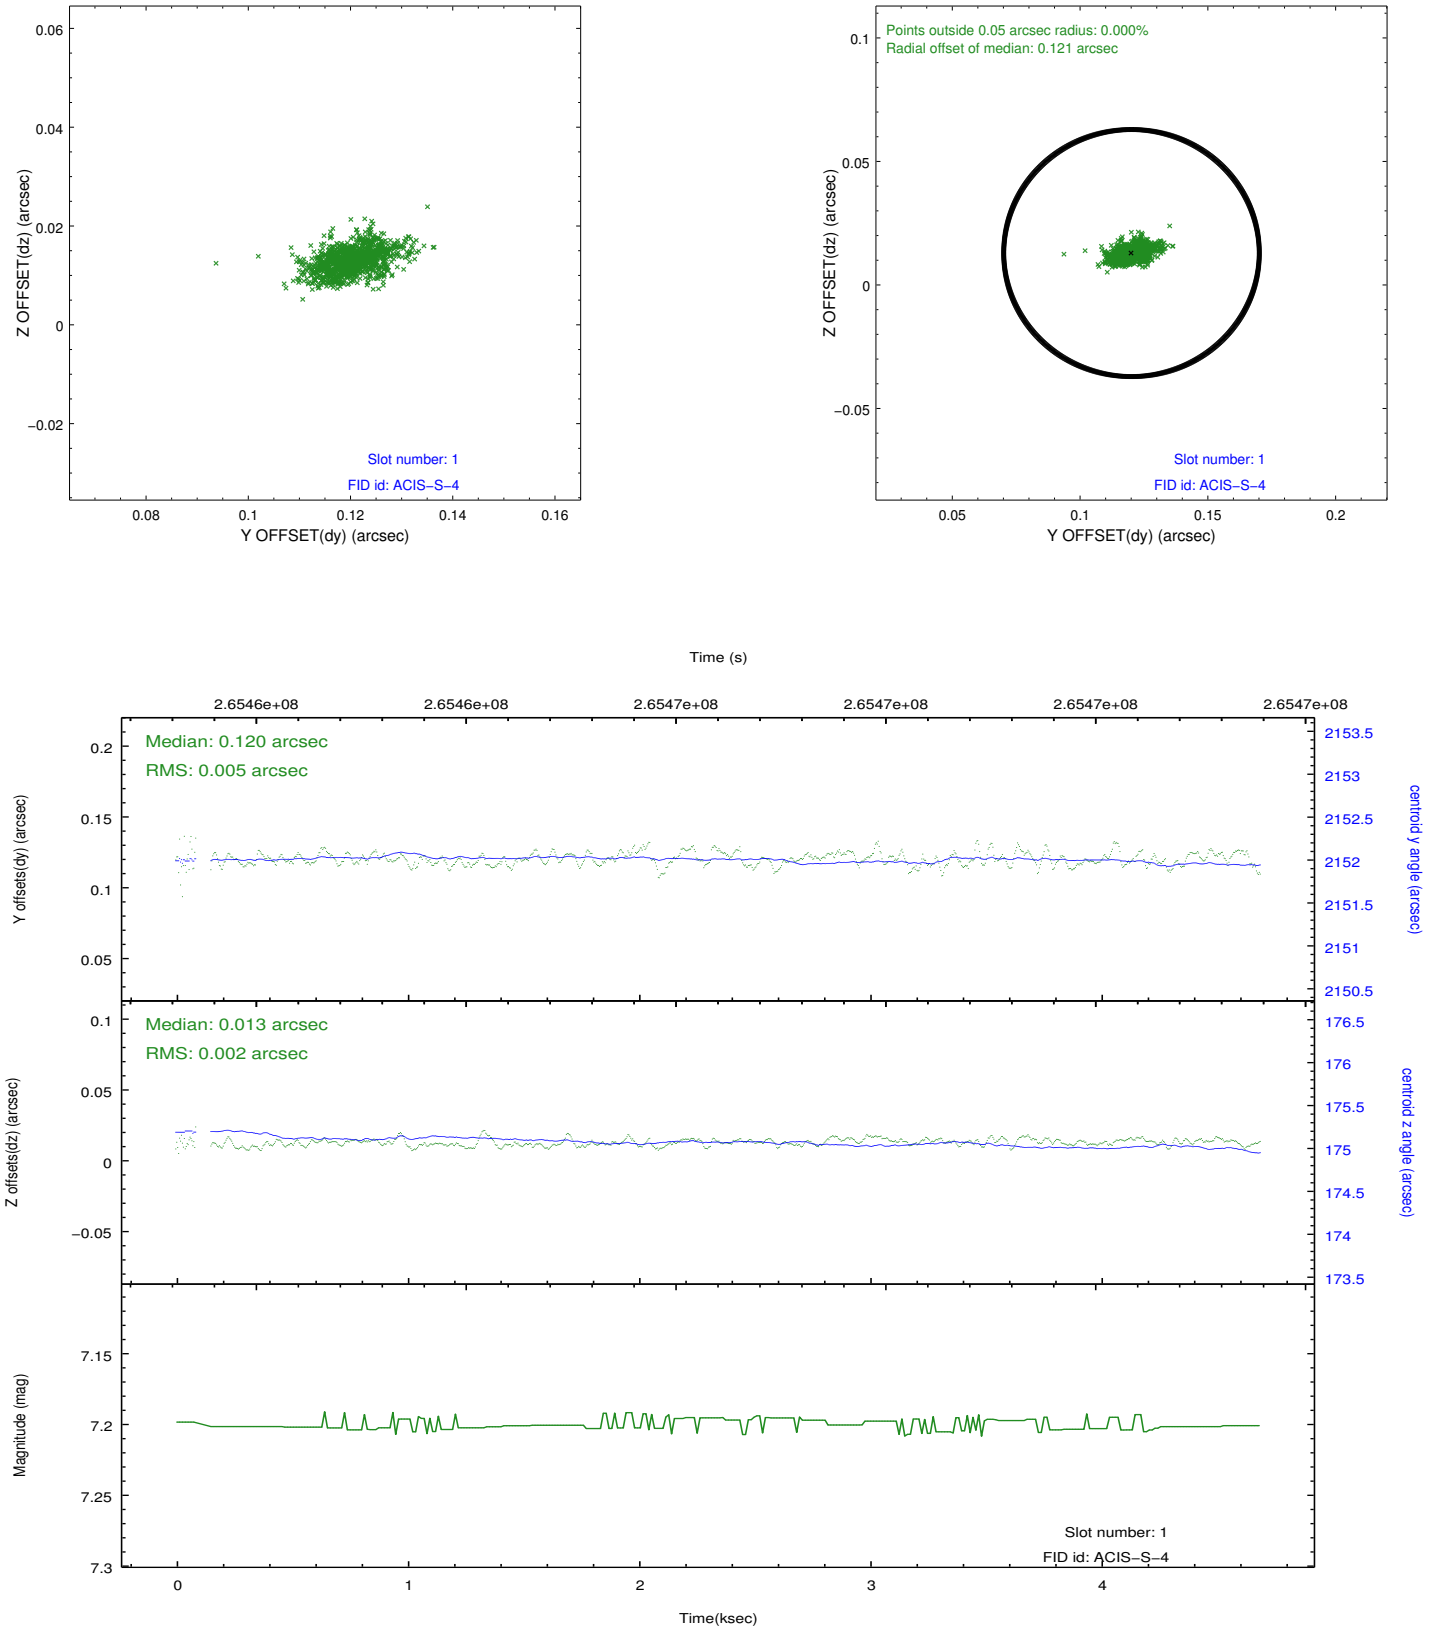 0.06
0.04
0.02
0
−0.02
Z OFFSET(dz) (arcsec)
Slot number: 1
FID id: ACIS−S−4
0.08 0.1 0.12 0.14 0.16
Y OFFSET(dy) (arcsec)
Points outside 0.05 arcsec radius: 0.000%
Radial offset of median: 0.121 arcsec
0.1
0.05
0
−0.05
Z OFFSET(dz) (arcsec)
Slot number: 1
FID id: ACIS−S−4
0.05 0.1 0.15 0.2
Y OFFSET(dy) (arcsec)
Time (s)
2.6546e+08 2.6546e+08 2.6547e+08 2.6547e+08 2.6547e+08 2.6547e+08
Median: 0.120 arcsec
RMS: 0.005 arcsec
0.2
0.15
0.1
0.05
Y offsets(dy) (arcsec)
2153.5
2153
2152.5
2152
2151.5
2151
2150.5
centroid y angle (arcsec)
Median: 0.013 arcsec
RMS: 0.002 arcsec
0.1
0.05
0
−0.05
Z offsets(dz) (arcsec)
176.5
176
175.5
175
174.5
174
173.5
centroid z angle (arcsec)
7.15
7.2
7.25
7.3
Magnitude (mag)
Slot number: 1
FID id: ACIS−S−4
0 1 2 3 4
Time(ksec)